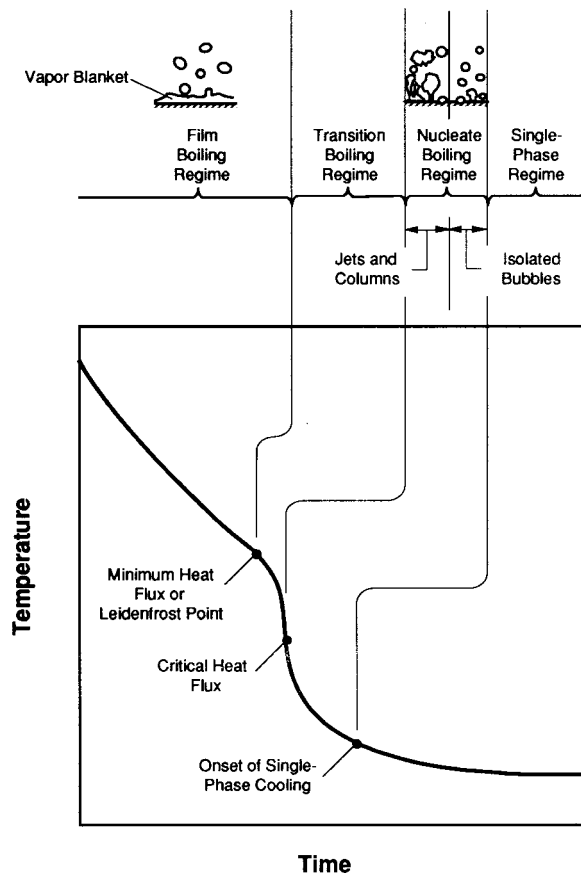 Vapor Blanket
Film
Boiling
Regime
Transition
Boiling
Regime
Nucleate
Boiling
Regime
Single-
Phase
Regime
Jets and
Columns
Isolated
Bubbles
Temperature
Minimum Heat
Flux or
Leidenfrost Point
Critical Heat
Flux
Onset of Single-
Phase Cooling
Time